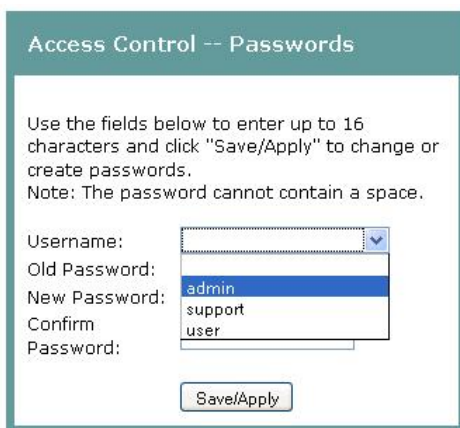 Access Control -- Passwords
Use the fields below to enter up to 16
characters and click "Save/Apply" to change or
create passwords.
Note: The password cannot contain a space.
Username:
Old Password:
New Password:
Confirm
Password:
admin
support
user
Save/Apply